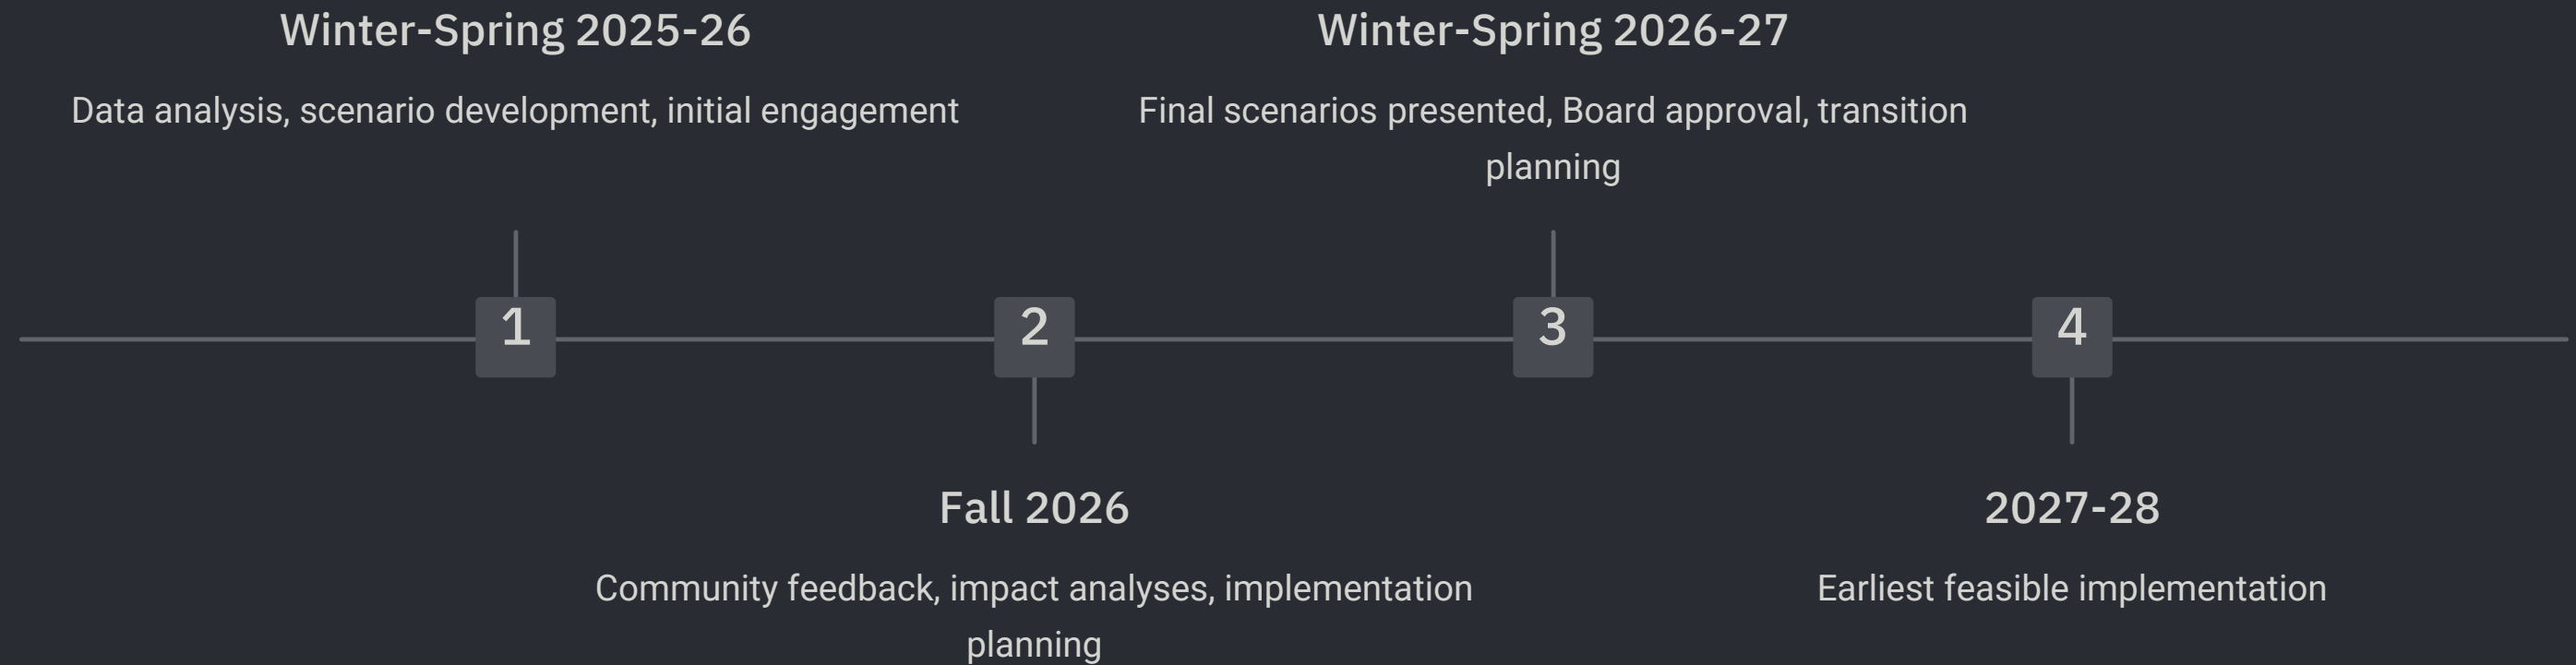 Winter-Spring 2025-26
Data analysis, scenario development, initial engagement
Winter-Spring 2026-27
Final scenarios presented, Board approval, transition
planning
1
2
3
4
Fall 2026
Community feedback, impact analyses, implementation
planning
2027-28
Earliest feasible implementation